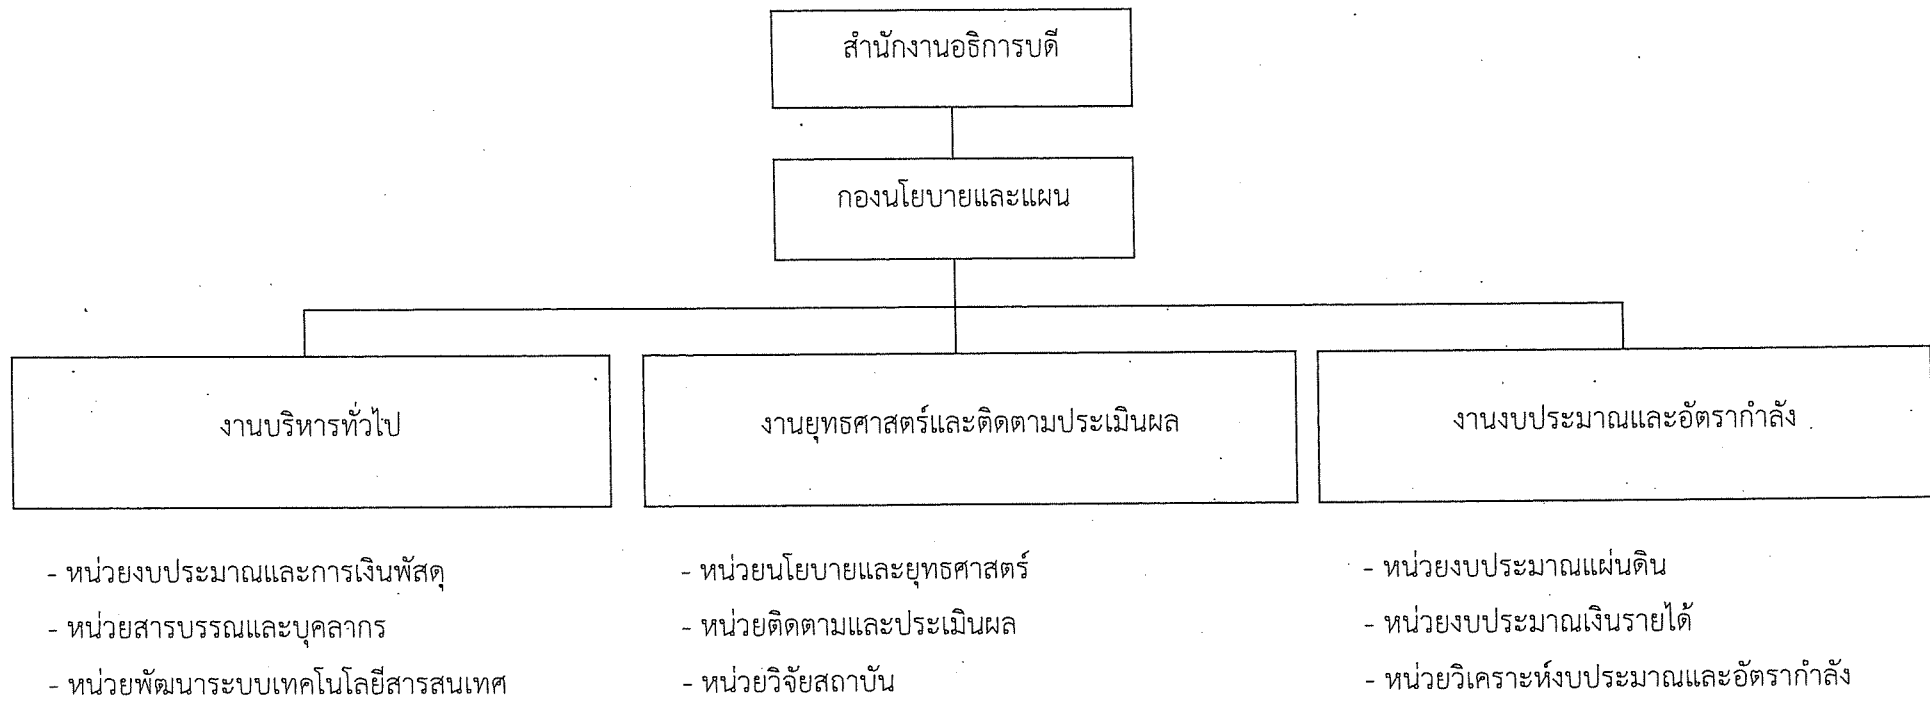 สำนักงานอธิการบดี
กองนโยบายและแผน
งานบริหารทั่วไป
- หน่วยงบประมาณและการเงินพัสดุ
- หน่วยสารบรรณและบุคลากร
- หน่วยพัฒนาระบบเทคโนโลยีสารสนเทศ
งานยุทธศาสตร์และติดตามประเมินผล
- หน่วยนโยบายและยุทธศาสตร์
- หน่วยติดตามและประเมินผล
- หน่วยวิจัยสถาบัน
งานงบประมาณและอัตรากำลัง
- หน่วยงบประมาณแผ่นดิน
- หน่วยงบประมาณเงินรายได้
- หน่วยวิเคราะห์งบประมาณและอัตรากำลัง